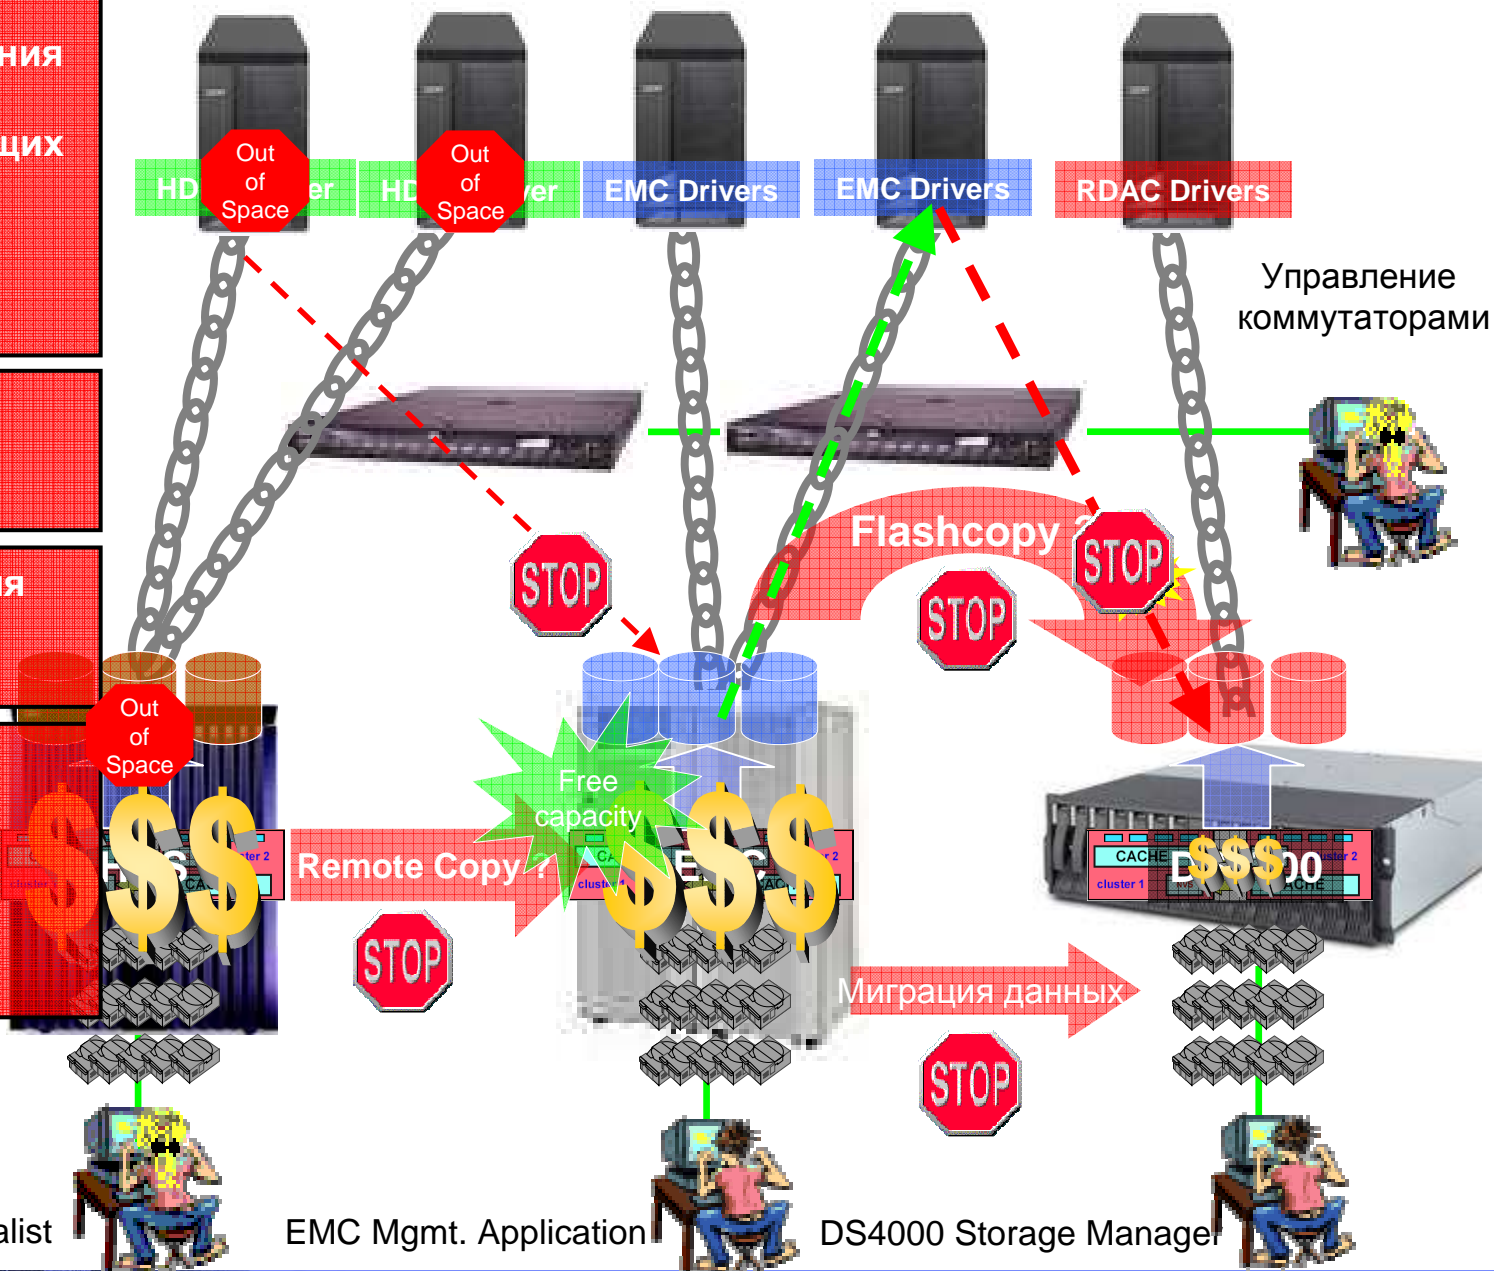 ния
щих
Out
of
Space
Out
of
Space
EMC Drivers
EMC Drivers
RDAC Drivers
Управление
коммутаторами
Flashcopy ?
STOP
STOP
STOP
я
Out
of
Space
Free
capacity
Remote Copy ?
CACHE
cluster 1
STOP
Миграция данных
STOP
alist
EMC Mgmt. Application
DS4000 Storage Manager